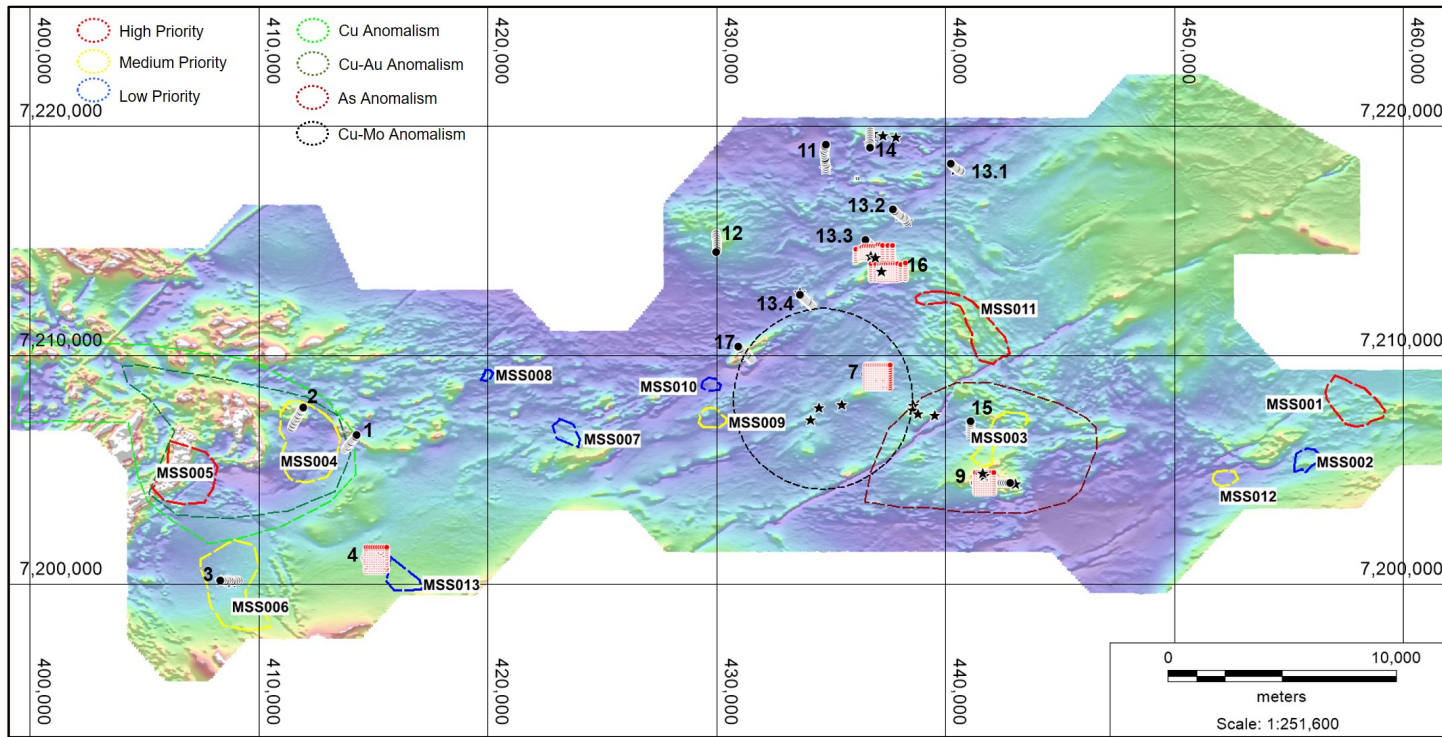 400,000
410,000
420,000
430,000
440,000
450,000
460,000
High Priority
Medium Priority
Low Priority
Cu Anomalism
Cu-Au Anomalism
As Anomalism
Cu-Mo Anomalism
7,220,000
7,220,000
11
14
13.1
13.2
12
13.3
16
13.4
MSS011
17
7,210,000
7,210,000
MSS008
MSS010
7
MSS001
2
1
MSS009
15
MSS003
MSS007
MSS004
MSS005
MSS002
9
MSS012
4
7,200,000
7,200,000
MSS013
3
MSS006
400,000
410,000
420,000
430,000
440,000
450,000
460,000
0
10,000
meters
Scale: 1:251,600